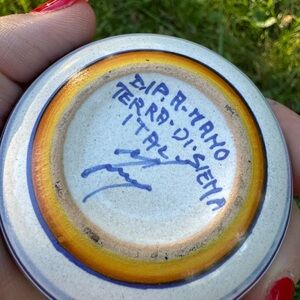 DIP. A. MANO
TERRA. DI. SIENA
ITALY